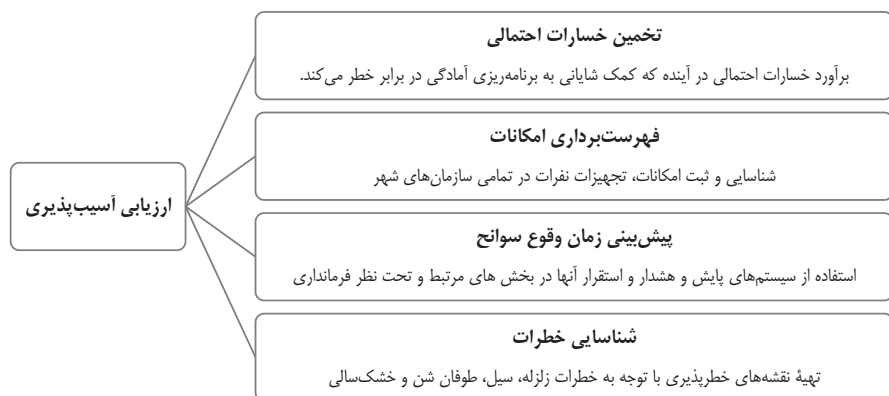 تخمین خسارات احتمالی
برآورد خسارات احتمالی در آینده که کمک شایانی به برنامه‌ریزی آمادگی در برابر خطر می‌کند.
فهرست‌برداری امکانات
شناسایی و ثبت امکانات، تجهیزات نفرات در تمامی سازمان‌های شهر
ارزیابی آسیب‌پذیری
پیش‌بینی زمان وقوع سوانح
استفاده از سیستم‌های پایش و هشدار و استقرار آنها در بخش های مرتبط و تحت نظر فرمانداری
شناسایی خطرات
تهیۀ نقشه‌های خطرپذیری با توجه به خطرات زلزله، سیل، طوفان شن و خشک‌سالی